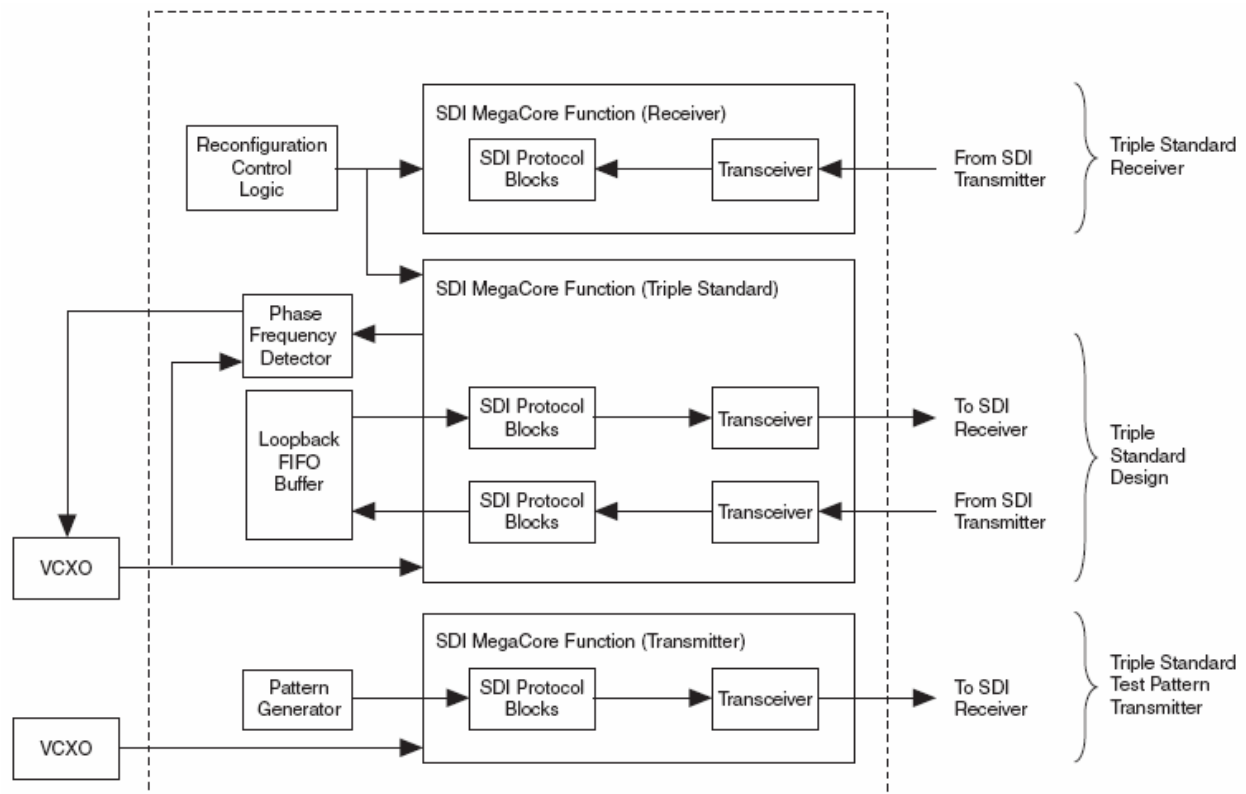 SDI MegaCore Function (Receiver)
Reconfiguration
Control
Logic
SDI Protocol
Blocks
Transceiver
From SDI
Transmitter
Triple Standard
Receiver
SDI MegaCore Function (Triple Standard)
Phase
Frequency
Detector
Loopback
FIFO
Buffer
SDI Protocol
Blocks
Transceiver
To SDI
Receiver
SDI Protocol
Blocks
Transceiver
From SDI
Transmitter
Triple
Standard
Design
VCXO
SDI MegaCore Function (Transmitter)
Pattern
Generator
SDI Protocol
Blocks
Transceiver
To SDI
Receiver
Triple Standard
Test Pattern
Transmitter
VCXO